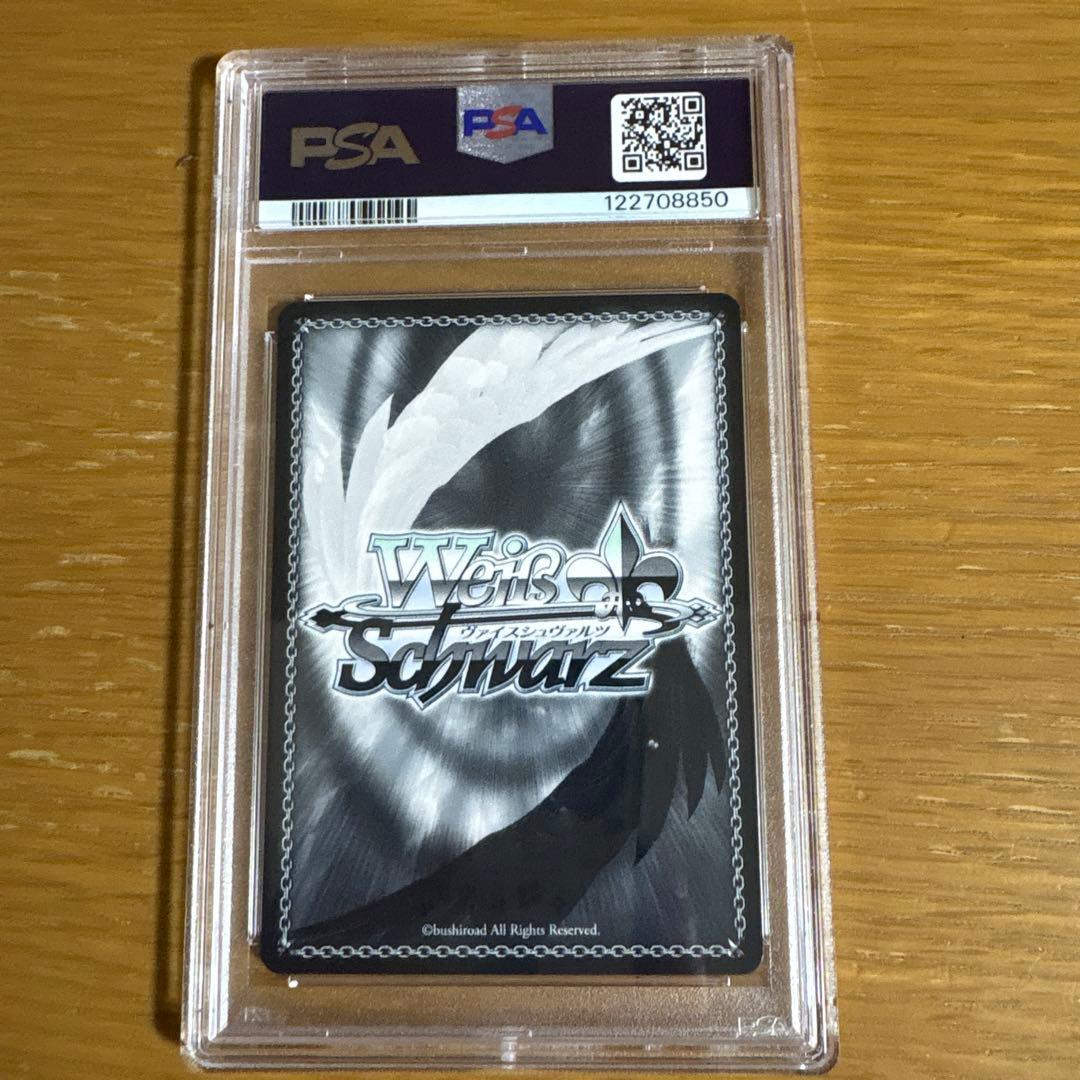 PSA
PSA
122708850
Weiß
ヴァイスシュヴァルツ
Schwarz
©bushiroad All Rights Reserved.
PSA